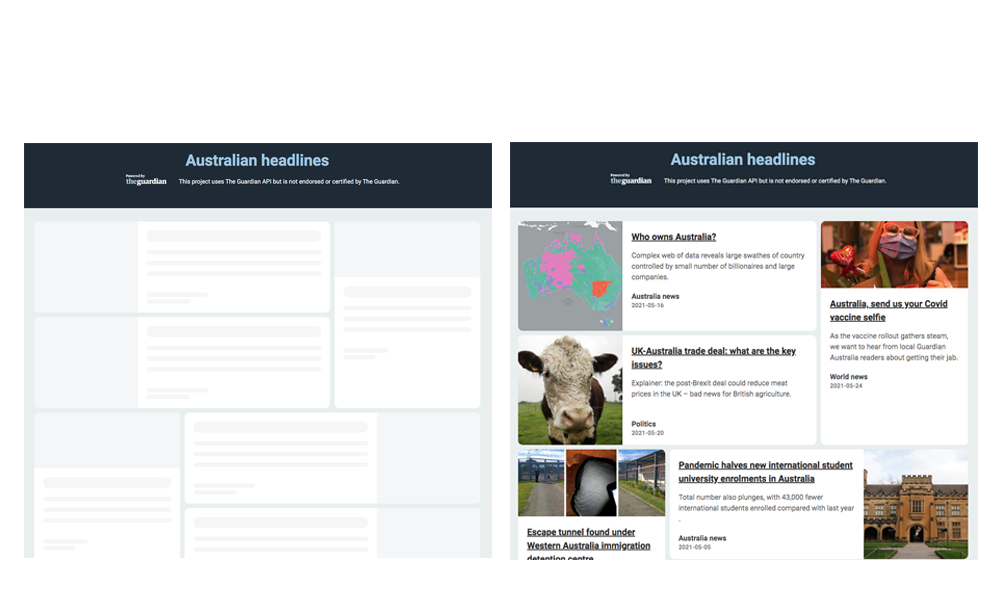 Australian headlines
Powered by
theguardian
This project uses The Guardian API but is not endorsed or certified by The Guardian.
Australian headlines
Powered by
theguardian
This project uses The Guardian API but is not endorsed or certified by The Guardian.
Who owns Australia?
Complex web of data reveals large swathes of country
controlled by small number of billionaires and large
companies.
Australia news
2021-05-16
Australia, send us your Covid
vaccine selfie
As the vaccine rollout gathers steam,
we want to hear from local Guardian
Australia readers about getting their jab.
World news
2021-05-24
UK-Australia trade deal: what are the key
issues?
Explainer: the post-Brexit deal could reduce meat
prices in the UK – bad news for British agriculture.
Politics
2021-05-20
Escape tunnel found under
Western Australia immigration
detention centre
Pandemic halves new international student
university enrolments in Australia
Total number also plunges, with 43,000 fewer
international students enrolled compared with last year
.
Australia news
2021-05-05